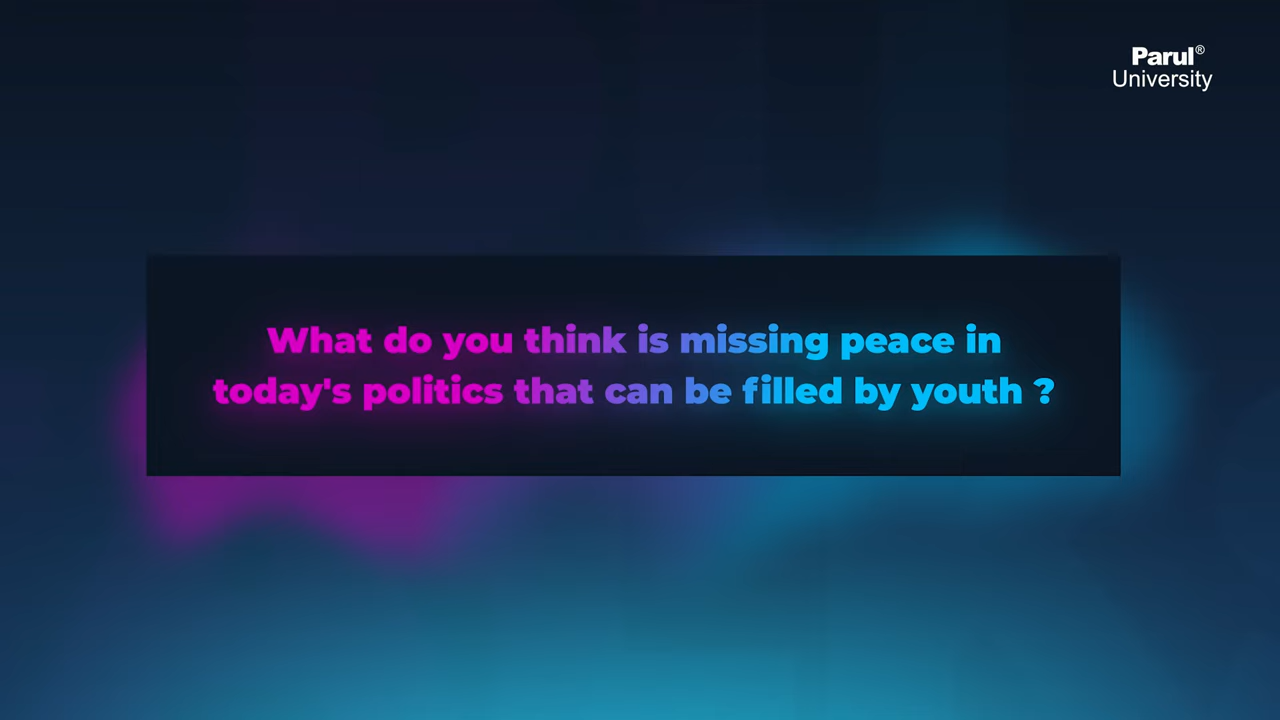 Parul®
University
What do you think is missing peace in
today's politics that can be filled by youth ?